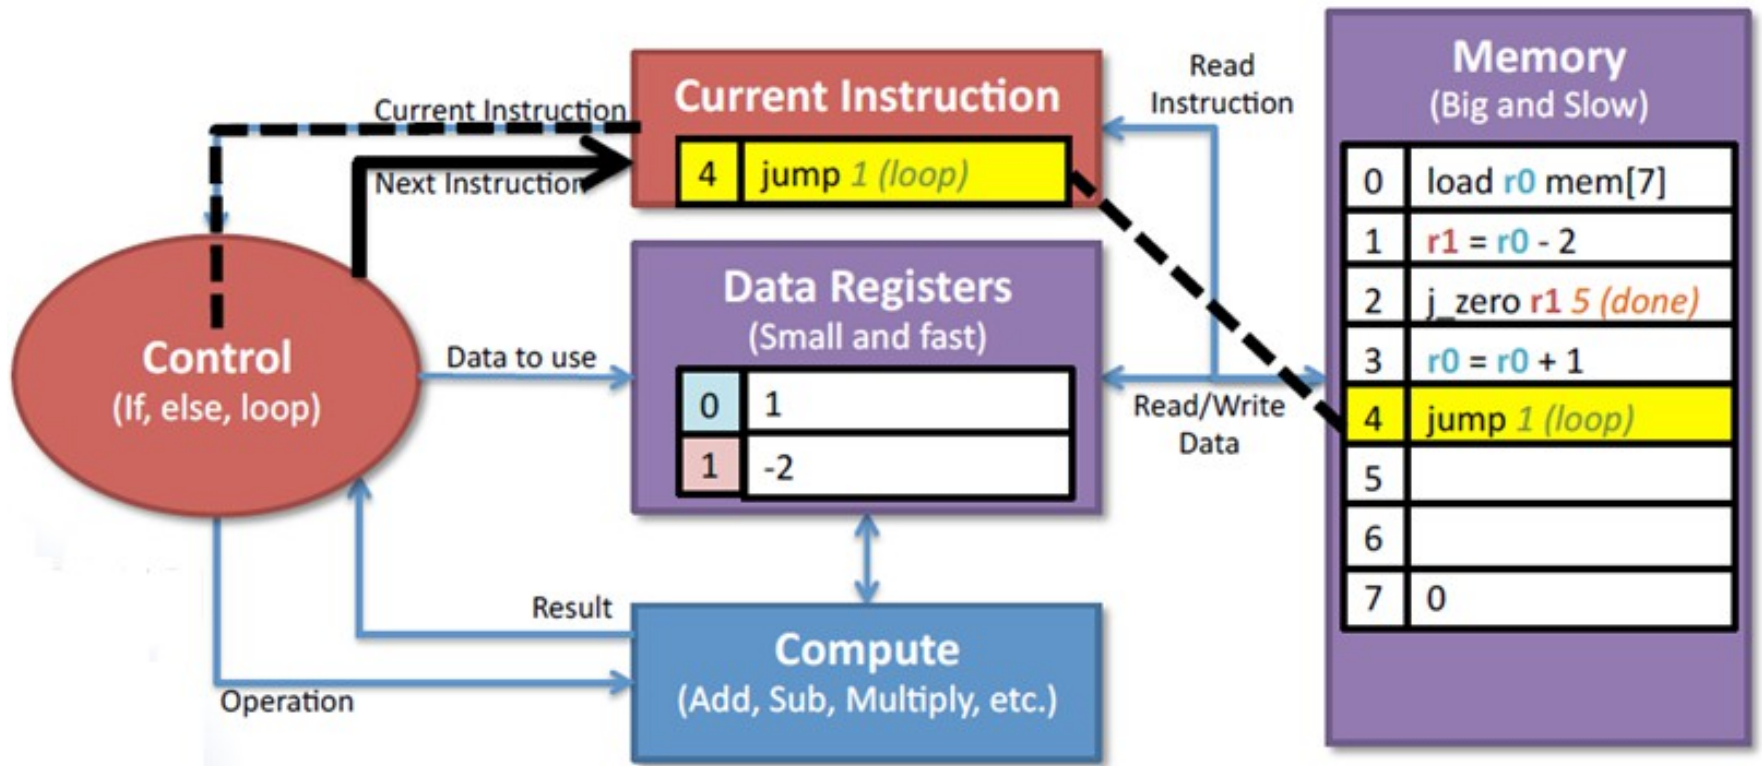 Current Instruction
4 jump 1 (loop)
Current Instruction
Next Instruction
Read
Instruction
Memory
(Big and Slow)
0 load r0 mem[7]
1 r1 = r0 - 2
2 j_zero r1 5 (done)
3 r0 = r0 + 1
4 jump 1 (loop)
5
6
7 0
Control
(If, else, loop)
Data to use
Data Registers
(Small and fast)
0 1
1 -2
Read/Write
Data
Result
Operation
Compute
(Add, Sub, Multiply, etc.)